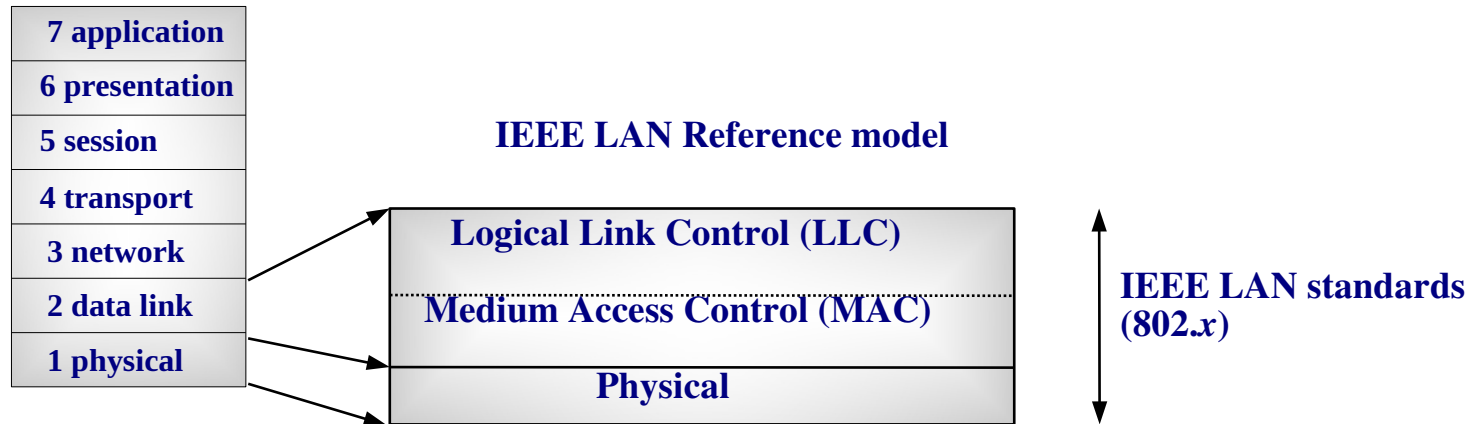 7 application
6 presentation
5 session
4 transport
3 network
2 data link
1 physical
IEEE LAN Reference model
Logical Link Control (LLC)
Medium Access Control (MAC)
Physical
IEEE LAN standards
(802.x)